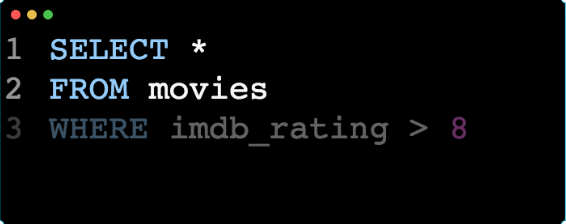 1 SELECT *
2 FROM movies
3 WHERE imdb_rating > 8